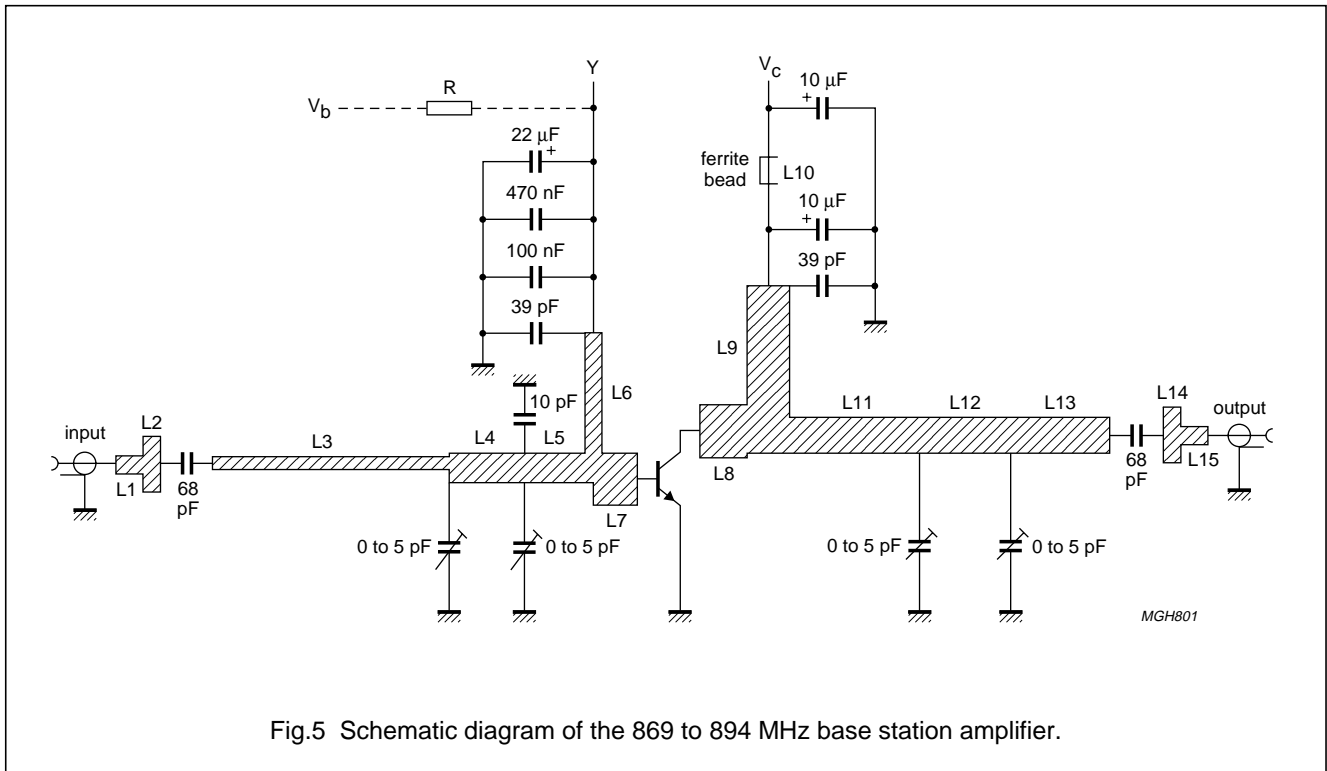 Y
V_c
10 µF
+
R
V_b
22 µF
+
ferrite
bead
L10
470 nF
10 µF
+
100 nF
39 pF
39 pF
L9
L6
10 pF
L2
L14
output
input
L3
L4
L5
L11
L12
L13
L1
68
pF
L8
68
pF
L15
L7
0 to 5 pF
0 to 5 pF
0 to 5 pF
0 to 5 pF
MGH801
Fig.5 Schematic diagram of the 869 to 894 MHz base station amplifier.